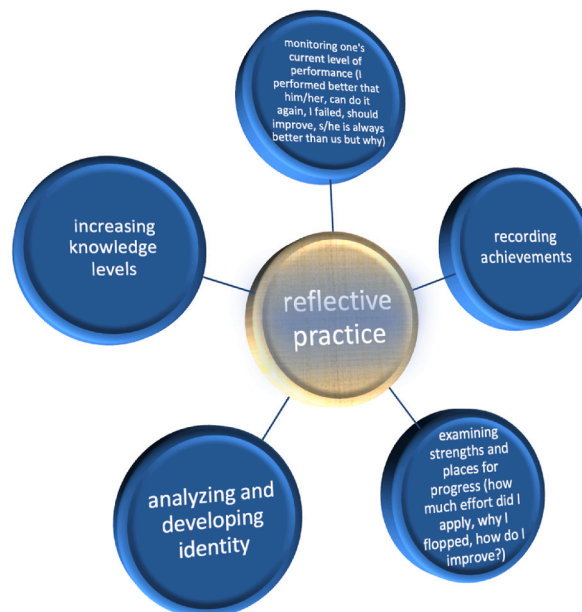 monitoring one's
current level of
performance (I
performed better that
him/her, can do it
again, I failed, should
improve, s/he is always
better than us but why)
increasing
knowledge
levels
recording
achievements
reflective
practice
analyzing and
developing
identity
examining
strengths and
places for
progress (how
much effort did I
apply, why I
flopped, how do I
improve?)